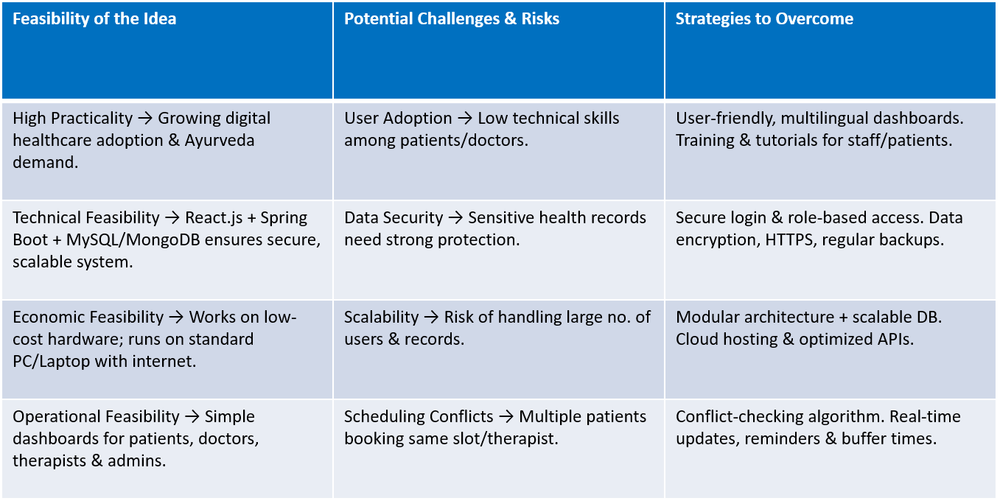 Feasibility of the Idea
Potential Challenges & Risks
Strategies to Overcome
High Practicality → Growing digital
healthcare adoption & Ayurveda
demand.
User Adoption → Low technical skills
among patients/doctors.
User-friendly, multilingual dashboards.
Training & tutorials for staff/patients.
Technical Feasibility → React.js + Spring
Boot + MySQL/MongoDB ensures secure,
scalable system.
Data Security → Sensitive health records
need strong protection.
Secure login & role-based access. Data
encryption, HTTPS, regular backups.
Economic Feasibility → Works on low-
cost hardware; runs on standard
PC/Laptop with internet.
Scalability → Risk of handling large no. of
users & records.
Modular architecture + scalable DB.
Cloud hosting & optimized APIs.
Operational Feasibility → Simple
dashboards for patients, doctors,
therapists & admins.
Scheduling Conflicts → Multiple patients
booking same slot/therapist.
Conflict-checking algorithm. Real-time
updates, reminders & buffer times.